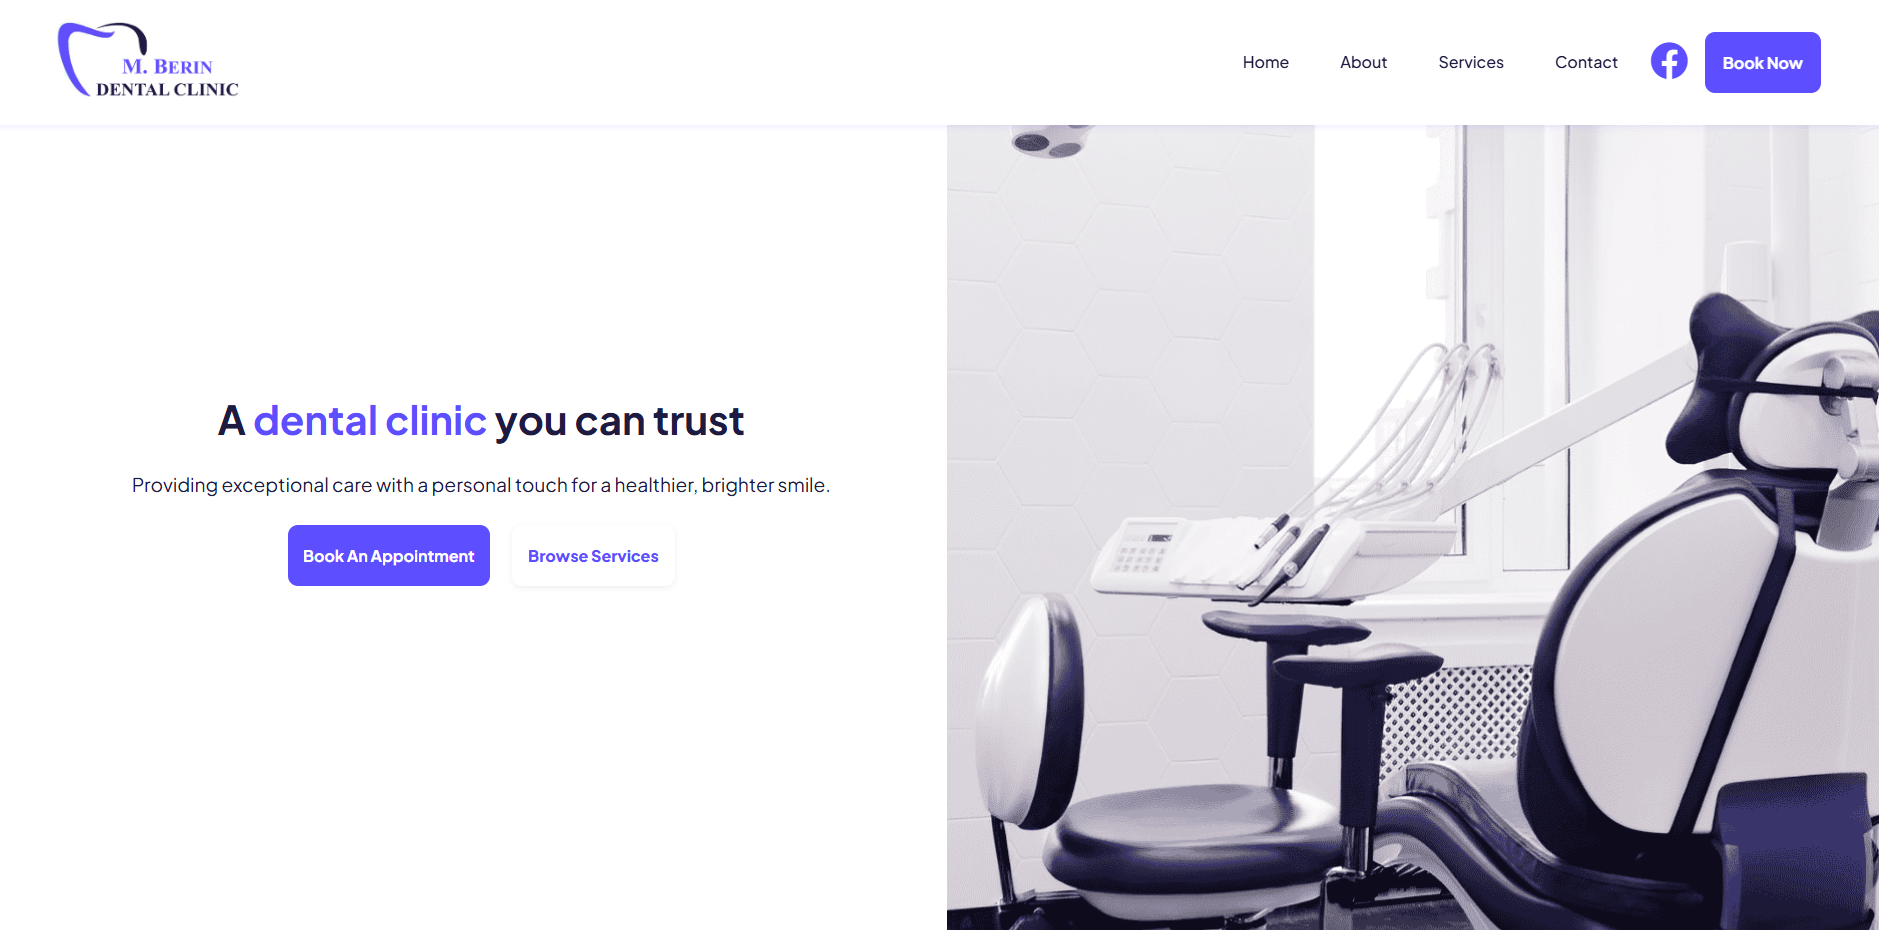 M. BERIN
DENTAL CLINIC
Home
About
Services
Contact
Book Now
A dental clinic you can trust
Providing exceptional care with a personal touch for a healthier, brighter smile.
Book An Appointment
Browse Services